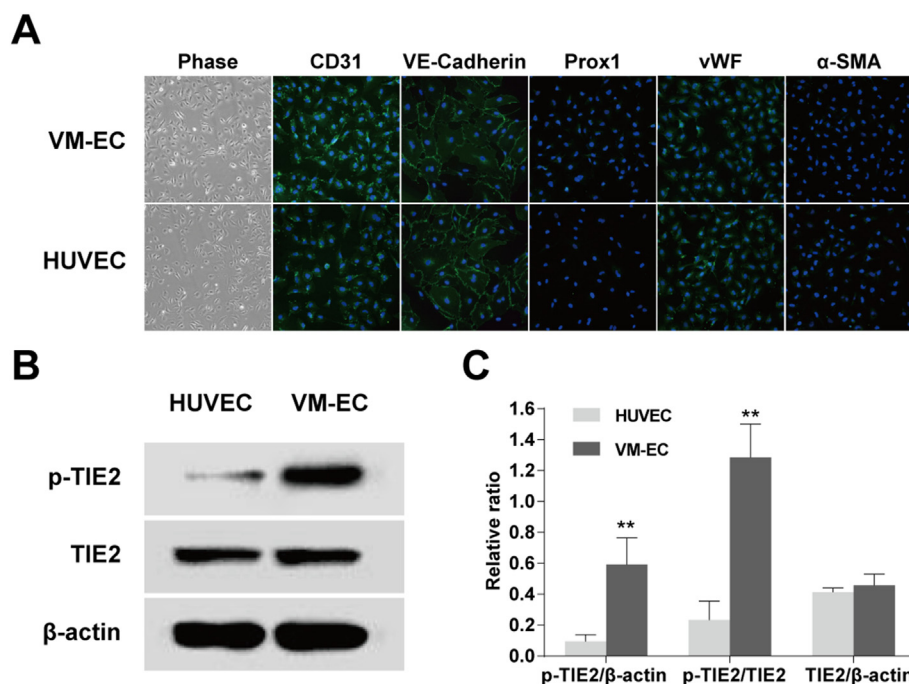 A
Phase CD31 VE-Cadherin Prox1 vWF α-SMA
VM-EC
HUVEC
B
HUVEC VM-EC
p-TIE2
TIE2
β-actin
C
1.6
1.4
1.2
1.0
0.8
0.6
0.4
0.2
0.0
Relative ratio
HUVEC
VM-EC
**
**
p-TIE2/β-actin p-TIE2/TIE2 TIE2/β-actin